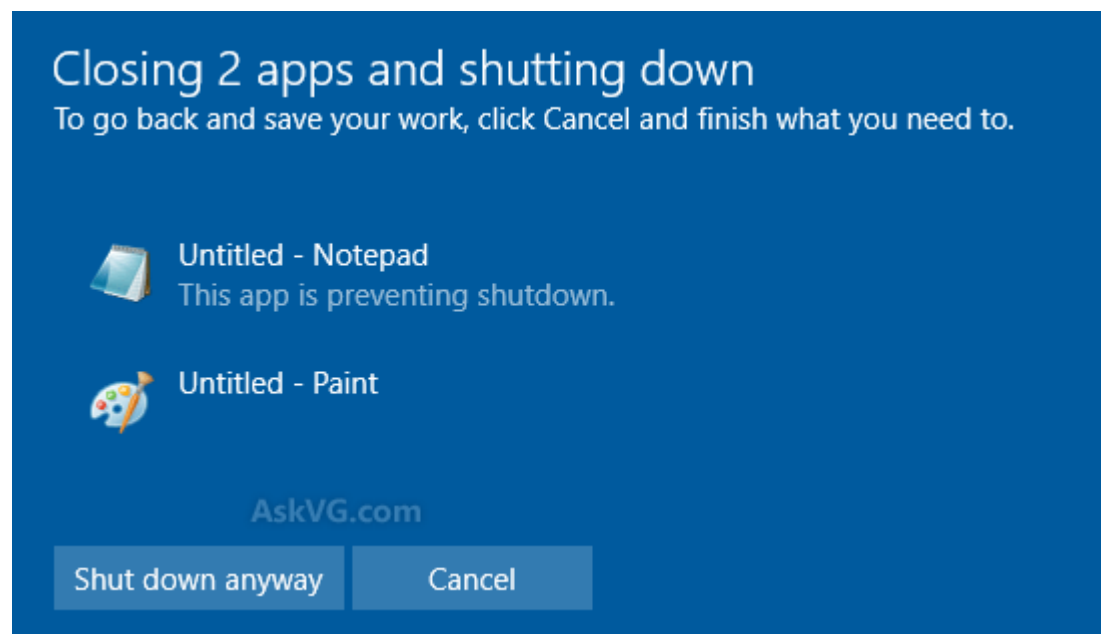 Closing 2 apps and shutting down
To go back and save your work, click Cancel and finish what you need to.
Untitled - Notepad
This app is preventing shutdown.
Untitled - Paint
AskVG.com
Shut down anyway
Cancel